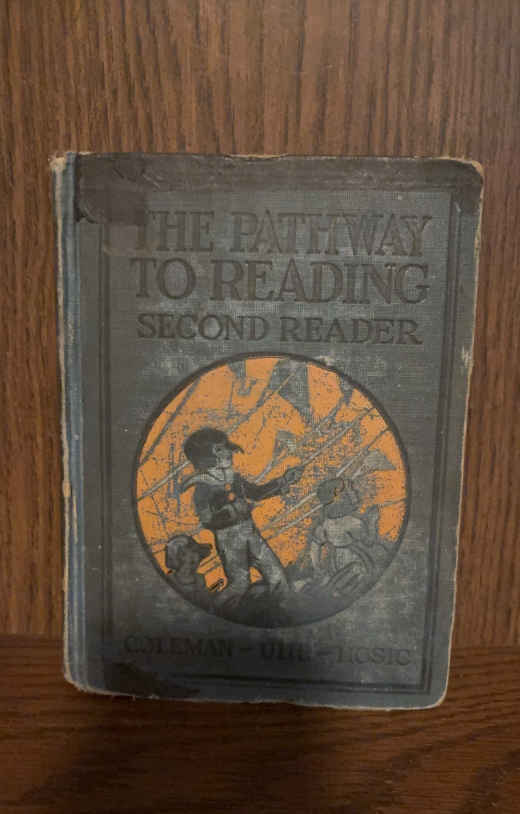 THE PATHWAY
TO READING
SECOND READER
COLEMAN - UHL - HOSIC